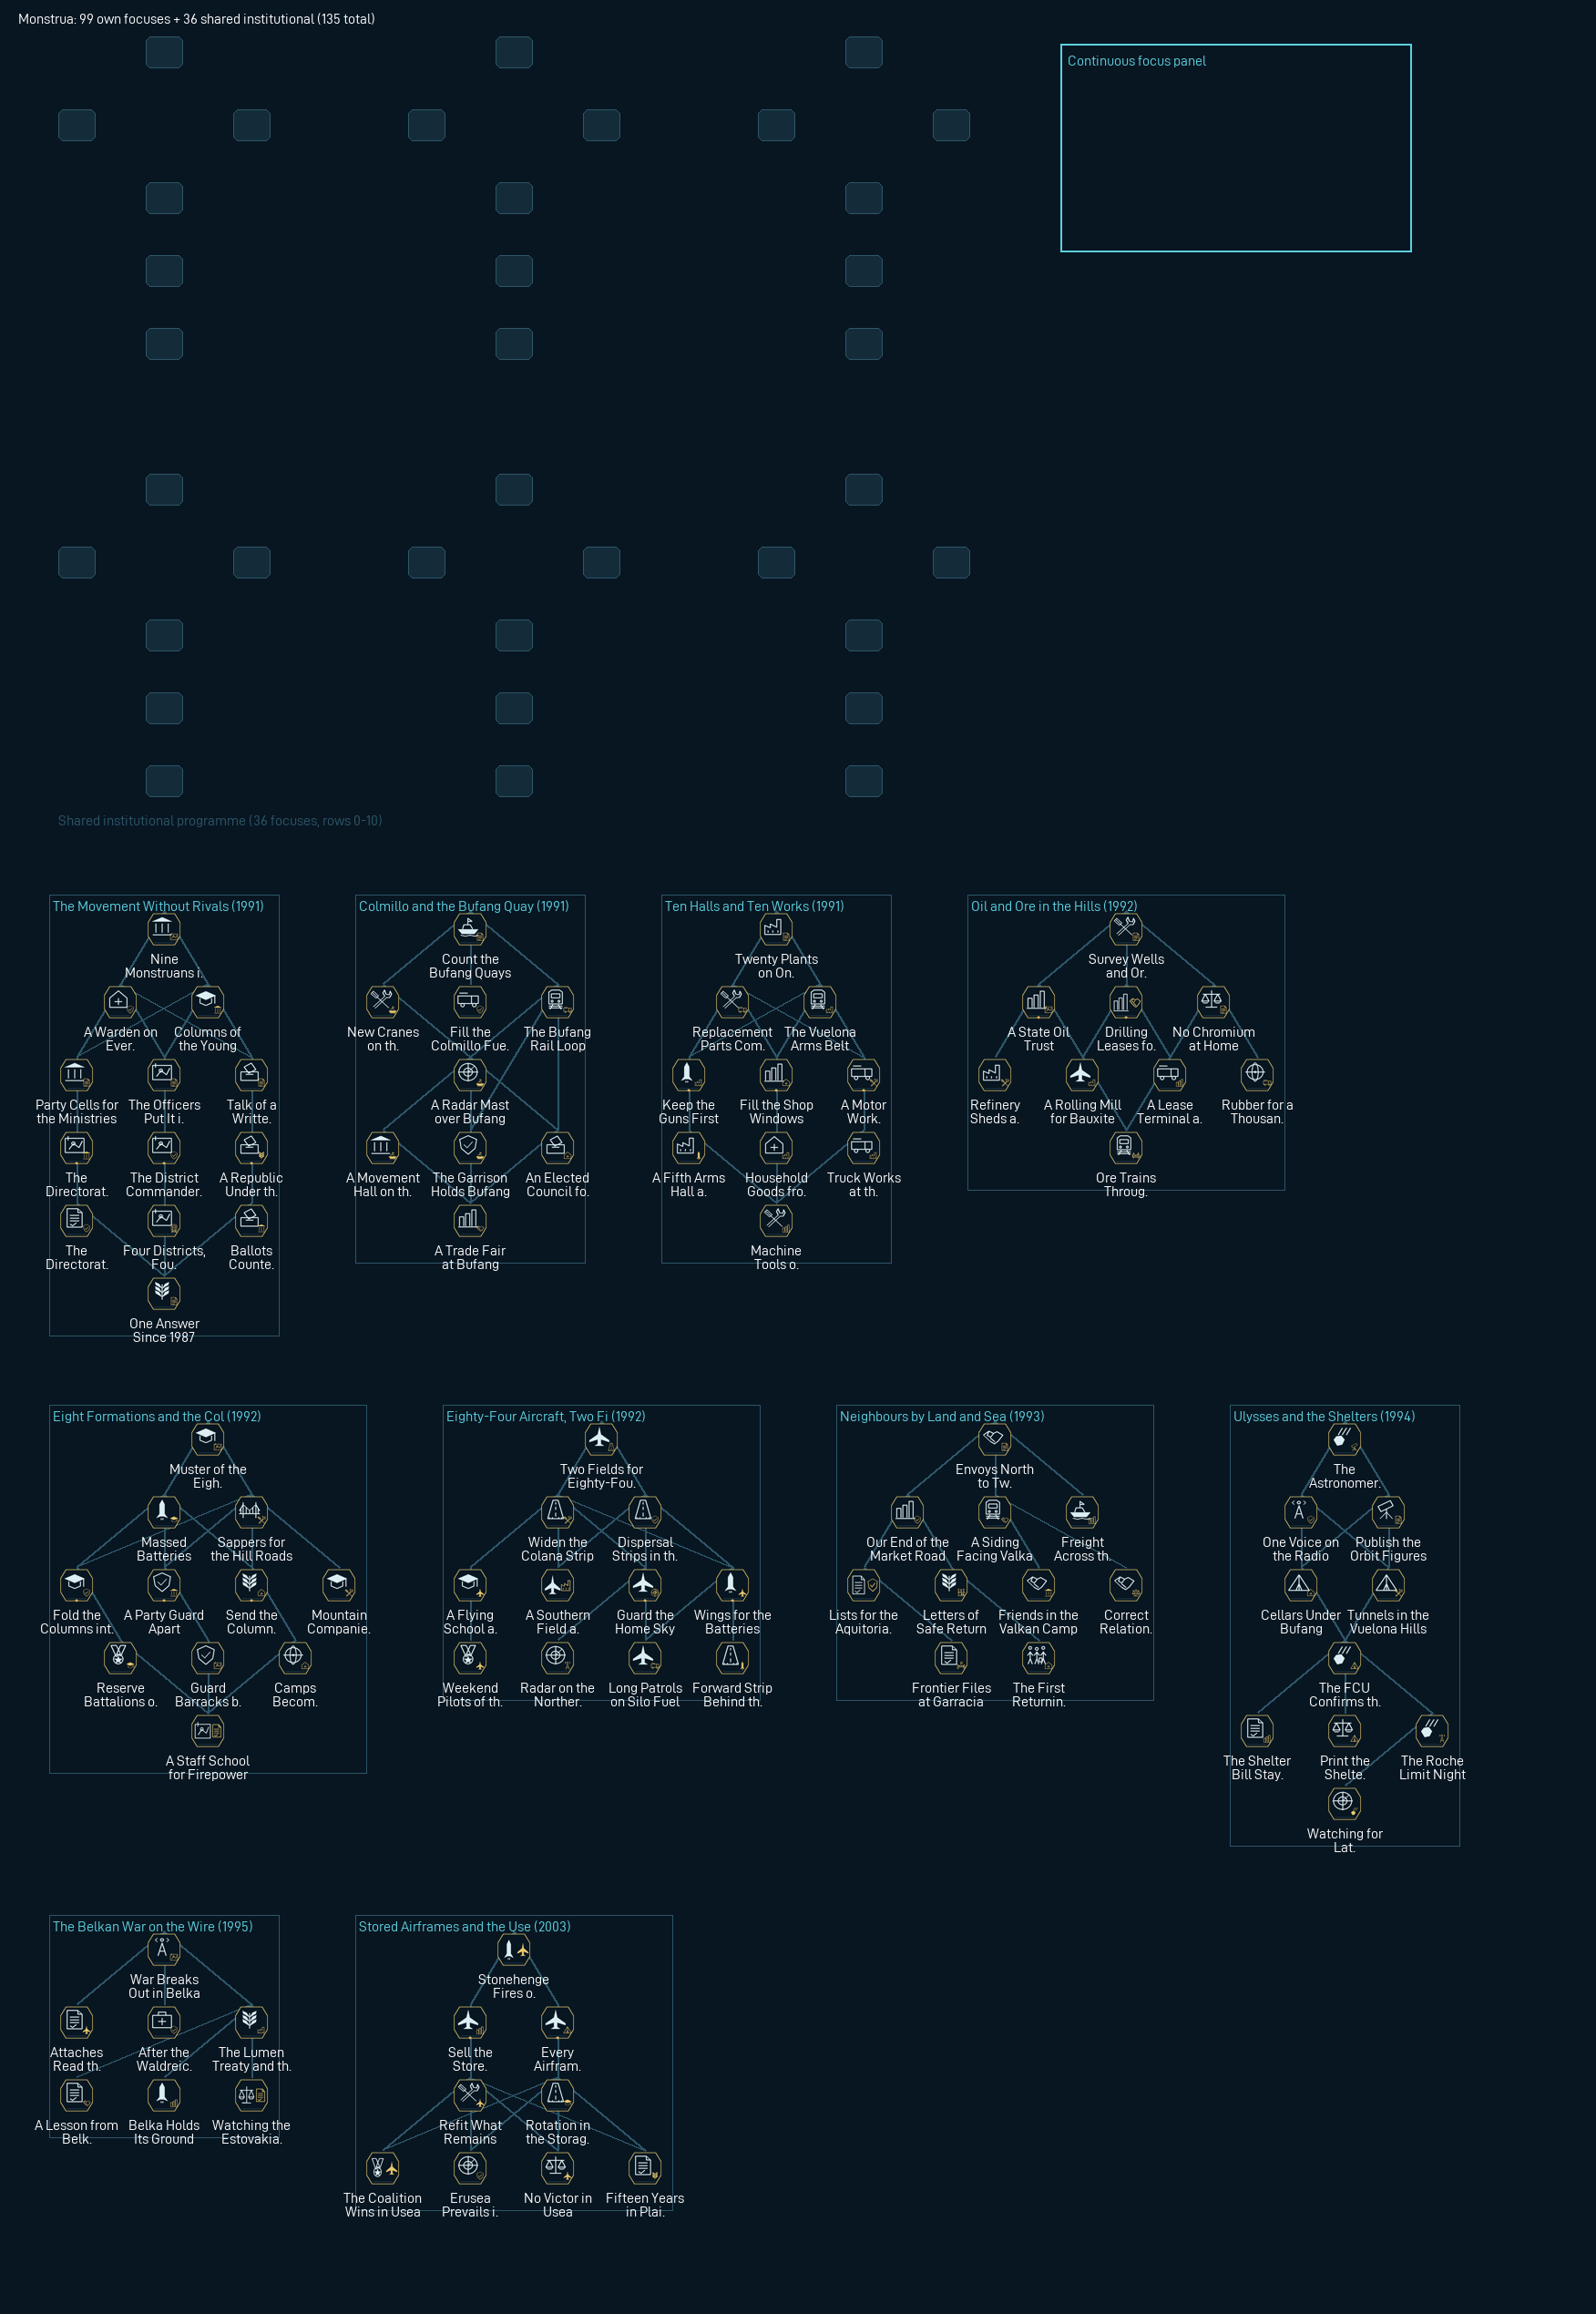 Monstrua: 99 own focuses + 36 shared institutional (135 total)
Continuous focus panel
Shared institutional programme (36 focuses, rows 0-10)
The Movement Without Rivals (1991)
Nine
Monstruans i.
A Warden on
Ever.
Columns of
the Young
Party Cells for
the Ministries
The Officers
Put It i.
Talk of a
Writte.
The
Directorat.
The District
Commander.
A Republic
Under th.
The
Directorat.
Four Districts,
Fou.
Ballots
Counte.
One Answer
Since 1987
Colmillo and the Bufang Quay (1991)
Count the
Bufang Quays
New Cranes
on th.
Fill the
Colmillo Fue.
The Bufang
Rail Loop
A Radar Mast
over Bufang
A Movement
Hall on th.
The Garrison
Holds Bufang
An Elected
Council fo.
A Trade Fair
at Bufang
Ten Halls and Ten Works (1991)
Twenty Plants
on On.
Replacement
Parts Com.
The Vuelona
Arms Belt
Keep the
Guns First
Fill the Shop
Windows
A Motor
Work.
A Fifth Arms
Hall a.
Household
Goods fro.
Truck Works
at th.
Machine
Tools o.
Oil and Ore in the Hills (1992)
Survey Wells
and Or.
A State Oil
Trust
Drilling
Leases fo.
No Chromium
at Home
Refinery
Sheds a.
A Rolling Mill
for Bauxite
A Lease
Terminal a.
Rubber for a
Thousan.
Ore Trains
Throug.
Eight Formations and the Col (1992)
Muster of the
Eigh.
Massed
Batteries
Sappers for
the Hill Roads
Fold the
Columns int.
A Party Guard
Apart
Send the
Column.
Mountain
Companie.
Reserve
Battalions o.
Guard
Barracks b.
Camps
Becom.
A Staff School
for Firepower
Eighty-Four Aircraft, Two Fi (1992)
Two Fields for
Eighty-Fou.
Widen the
Colana Strip
Dispersal
Strips in th.
A Flying
School a.
A Southern
Field a.
Guard the
Home Sky
Wings for the
Batteries
Weekend
Pilots of th.
Radar on the
Norther.
Long Patrols
on Silo Fuel
Forward Strip
Behind th.
Neighbours by Land and Sea (1993)
Envoys North
to Tw.
Our End of the
Market Road
A Siding
Facing Valka
Freight
Across th.
Lists for the
Aquitoria.
Letters of
Safe Return
Friends in the
Valkan Camp
Correct
Relation.
Frontier Files
at Garracia
The First
Returnin.
Ulysses and the Shelters (1994)
The
Astronomer.
One Voice on
the Radio
Publish the
Orbit Figures
Cellars Under
Bufang
Tunnels in the
Vuelona Hills
The FCU
Confirms th.
The Shelter
Bill Stay.
Print the
Shelte.
The Roche
Limit Night
Watching for
Lat.
The Belkan War on the Wire (1995)
War Breaks
Out in Belka
Attaches
Read th.
After the
Waldreic.
The Lumen
Treaty and th.
A Lesson from
Belk.
Belka Holds
Its Ground
Watching the
Estovakia.
Stored Airframes and the Use (2003)
Stonehenge
Fires o.
Sell the
Store.
Every
Airfram.
Refit What
Remains
Rotation in
the Storag.
The Coalition
Wins in Usea
Erusea
Prevails i.
No Victor in
Usea
Fifteen Years
in Plai.